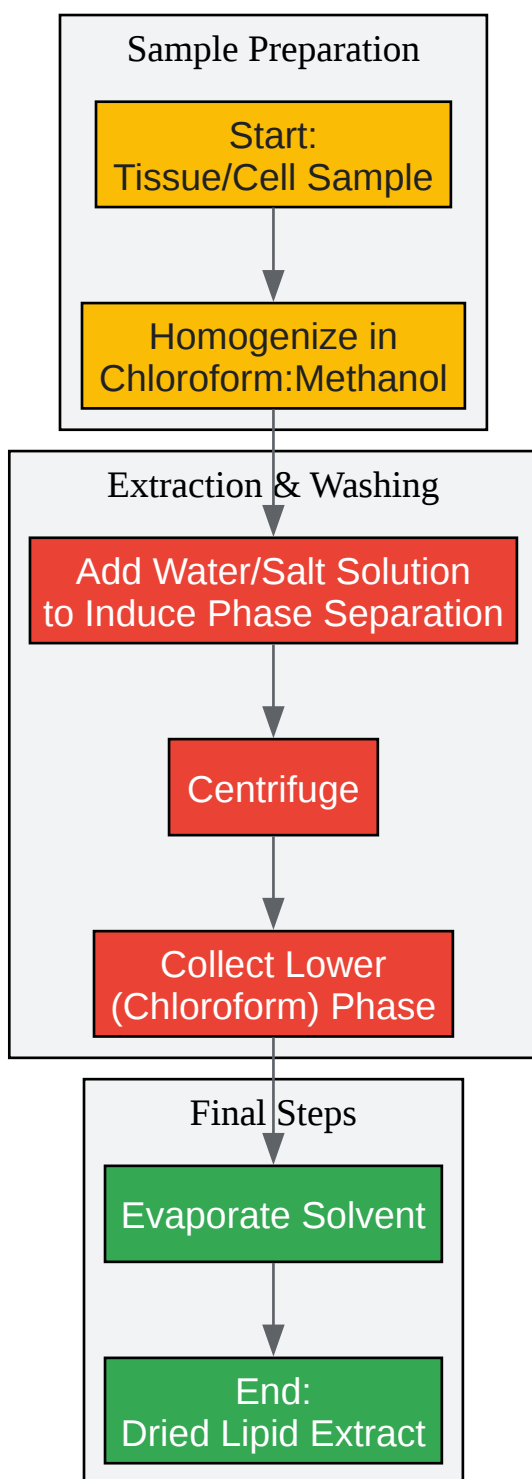 Sample Preparation
Start:
Tissue/Cell Sample
Homogenize in
Chloroform:Methanol
Extraction & Washing
Add Water/Salt Solution
to Induce Phase Separation
Centrifuge
Collect Lower
(Chloroform) Phase
Final Steps
Evaporate Solvent
End:
Dried Lipid Extract